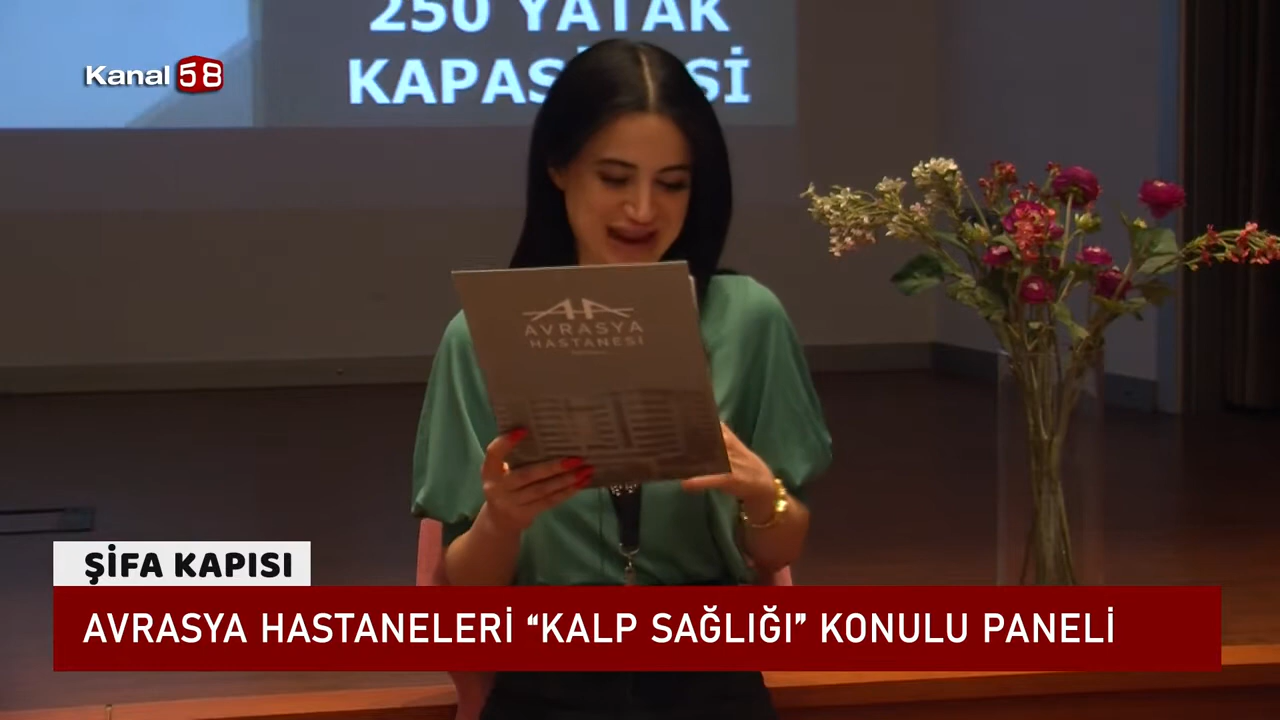 250 YATAK
Kanal 58
AVRASYA
HASTANESİ
ŞİFA KAPISI
AVRASYA HASTANELERİ “KALP SAĞLIĞI” KONULU PANELİ